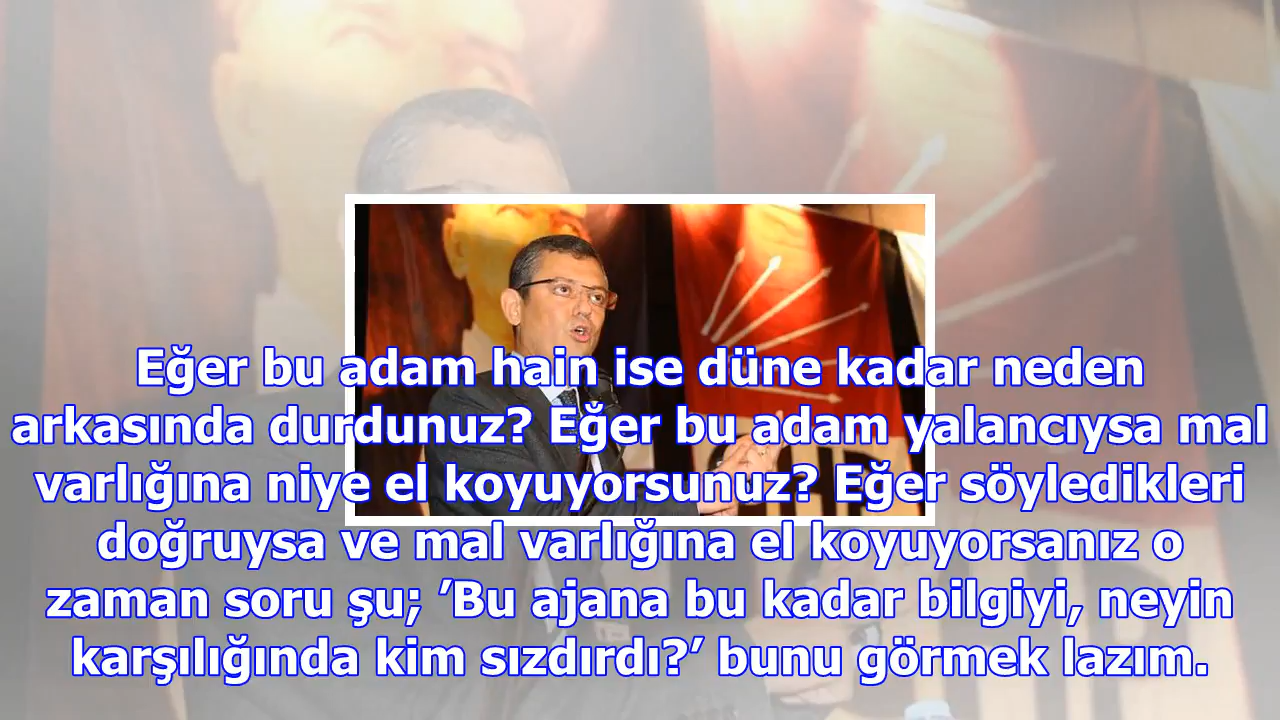 Eğer bu adam hain ise düne kadar neden
arkasında durdunuz? Eğer bu adam yalancıysa mal
varlığına niye el koyuyorsunuz? Eğer söyledikleri
doğruysa ve mal varlığına el koyuyorsanız o
zaman soru şu; ’Bu ajana bu kadar bilgiyi, neyin
karşılığında kim sızdırdı?’ bunu görmek lazım.